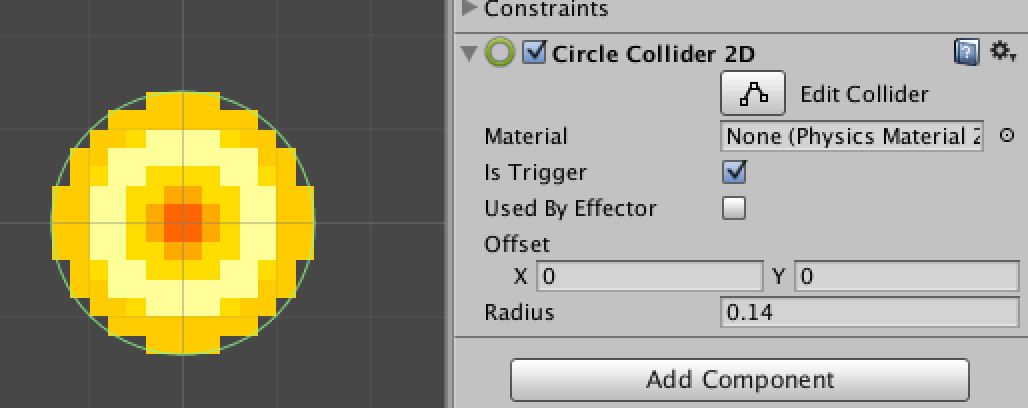 Constraints
Circle Collider 2D
Edit Collider
Material None (Physics Material 2
Is Trigger
Used By Effector
Offset
X 0 Y 0
Radius 0.14
Add Component